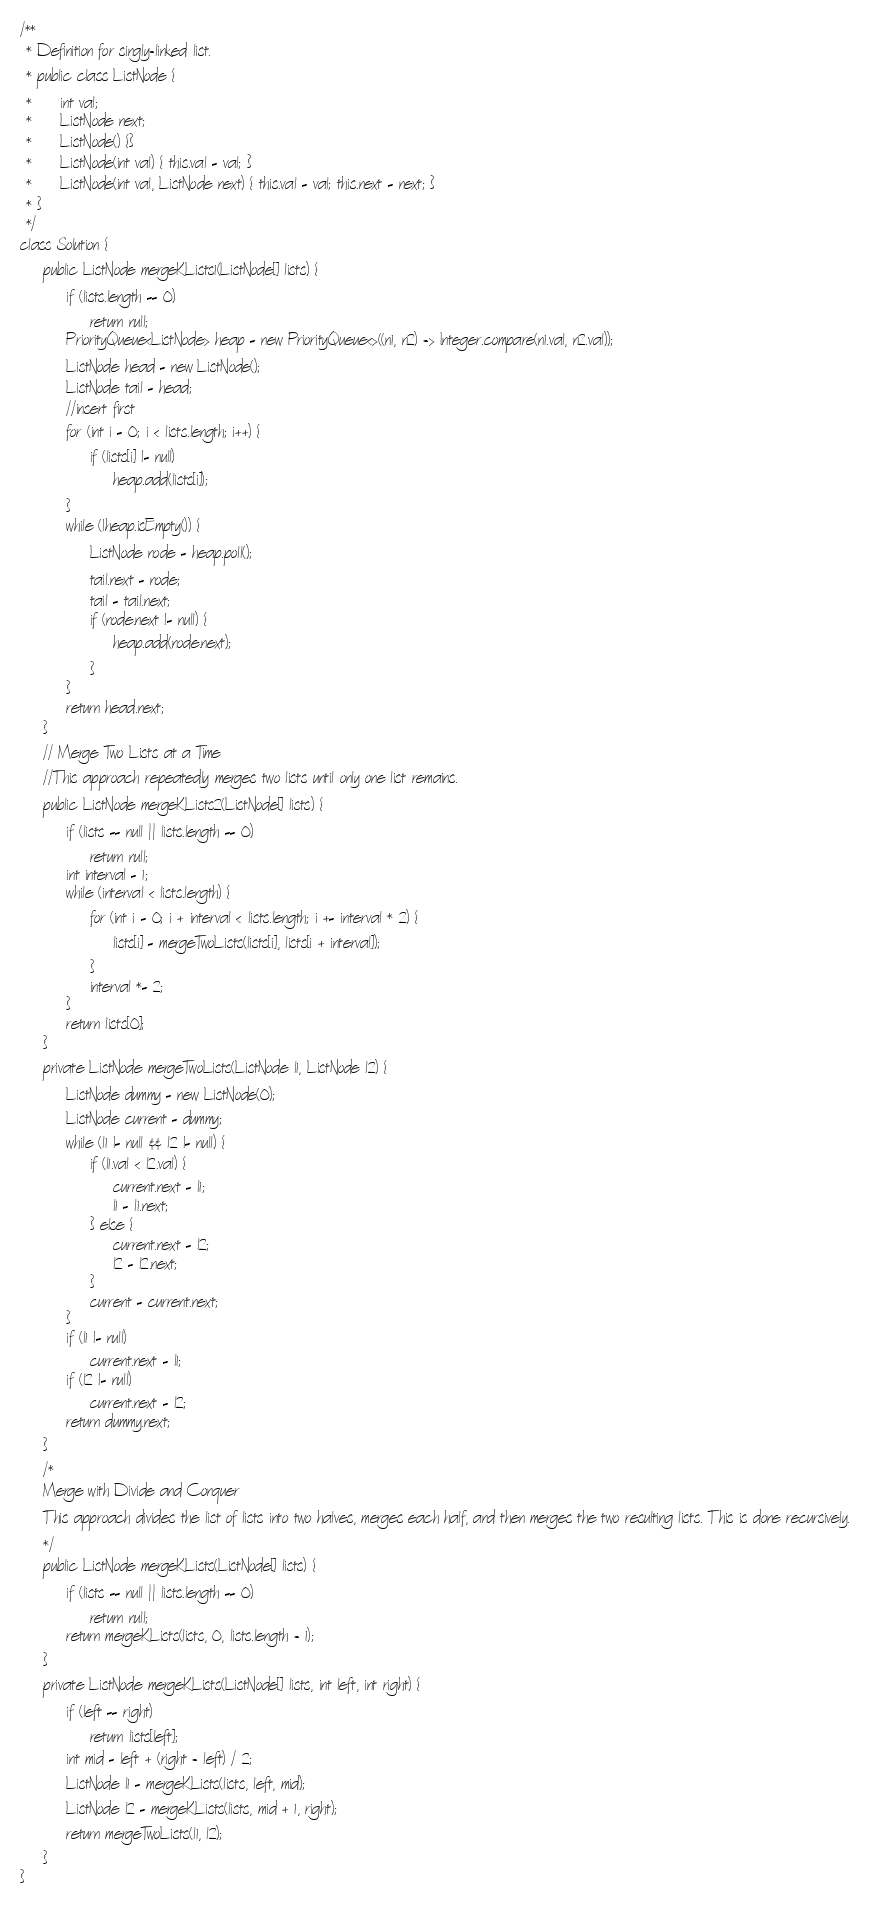 /**
 * Definition for singly-linked list.
 * public class ListNode {
 *     int val;
 *     ListNode next;
 *     ListNode() {}
 *     ListNode(int val) { this.val = val; }
 *     ListNode(int val, ListNode next) { this.val = val; this.next = next; }
 * }
 */
class Solution {
    public ListNode mergeKLists1(ListNode[] lists) {
        if (lists.length == 0)
            return null;
        PriorityQueue<ListNode> heap = new PriorityQueue<>((n1, n2) -> Integer.compare(n1.val, n2.val));
        ListNode head = new ListNode();
        ListNode tail = head;
        //insert first
        for (int i = 0; i < lists.length; i++) {
            if (lists[i] != null)
                heap.add(lists[i]);
        }
        while (!heap.isEmpty()) {
            ListNode node = heap.poll();
            tail.next = node;
            tail = tail.next;
            if (node.next != null) {
                heap.add(node.next);
            }
        }
        return head.next;
    }
    // Merge Two Lists at a Time
    //This approach repeatedly merges two lists until only one list remains.
    public ListNode mergeKLists2(ListNode[] lists) {
        if (lists == null || lists.length == 0)
            return null;
        int interval = 1;
        while (interval < lists.length) {
            for (int i = 0; i + interval < lists.length; i += interval * 2) {
                lists[i] = mergeTwoLists(lists[i], lists[i + interval]);
            }
            interval *= 2;
        }
        return lists[0];
    }
    private ListNode mergeTwoLists(ListNode l1, ListNode l2) {
        ListNode dummy = new ListNode(0);
        ListNode current = dummy;
        while (l1 != null && l2 != null) {
            if (l1.val < l2.val) {
                current.next = l1;
                l1 = l1.next;
            } else {
                current.next = l2;
                l2 = l2.next;
            }
            current = current.next;
        }
        if (l1 != null)
            current.next = l1;
        if (l2 != null)
            current.next = l2;
        return dummy.next;
    }
    /*
    Merge with Divide and Conquer
    This approach divides the list of lists into two halves, merges each half, and then merges the two resulting lists. This is done recursively.
    */
    public ListNode mergeKLists(ListNode[] lists) {
        if (lists == null || lists.length == 0)
            return null;
        return mergeKLists(lists, 0, lists.length - 1);
    }
    private ListNode mergeKLists(ListNode[] lists, int left, int right) {
        if (left == right)
            return lists[left];
        int mid = left + (right - left) / 2;
        ListNode l1 = mergeKLists(lists, left, mid);
        ListNode l2 = mergeKLists(lists, mid + 1, right);
        return mergeTwoLists(l1, l2);
    }
}